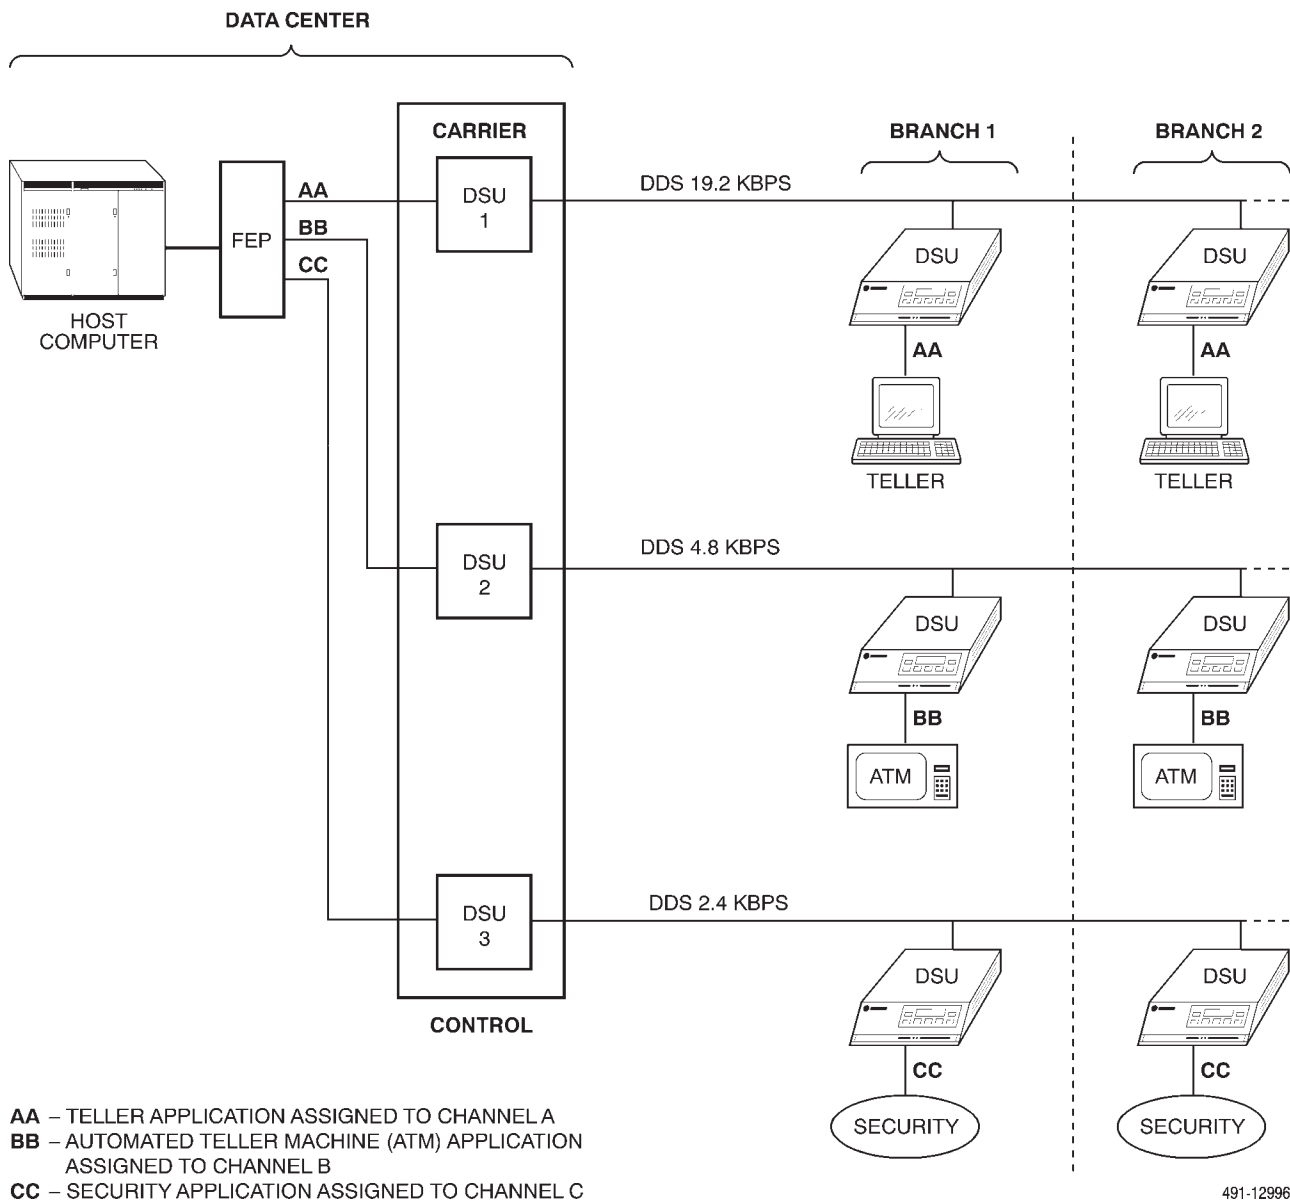 DATA CENTER
CARRIER
BRANCH 1
BRANCH 2
AA
BB
CC
FEP
HOST
COMPUTER
DSU
1
DDS 19.2 KBPS
DSU
DSU
AA
AA
TELLER
TELLER
DSU
2
DDS 4.8 KBPS
DSU
DSU
BB
BB
ATM
ATM
DSU
3
DDS 2.4 KBPS
DSU
DSU
CC
CC
SECURITY
SECURITY
CONTROL
AA – TELLER APPLICATION ASSIGNED TO CHANNEL A
BB – AUTOMATED TELLER MACHINE (ATM) APPLICATION
ASSIGNED TO CHANNEL B
CC – SECURITY APPLICATION ASSIGNED TO CHANNEL C
491-12996